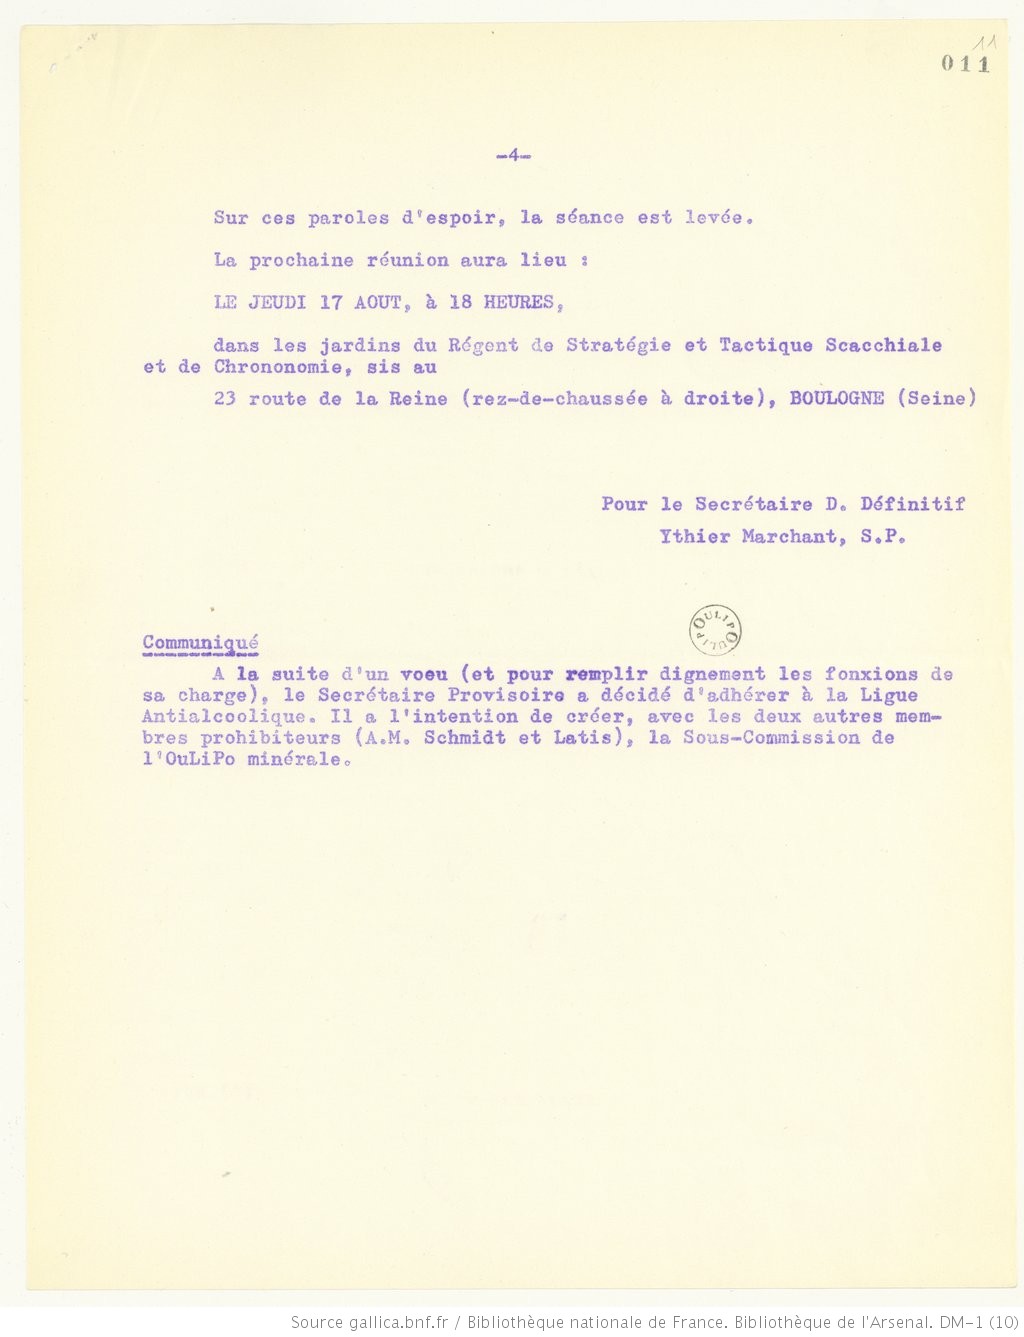 11
011
-4-
Sur ces paroles d'espoir, la séance est levée.
La prochaine réunion aura lieu :
LE JEUDI 17 AOUT, à 18 HEURES,
dans les jardins du Régent de Stratégie et Tactique Scacchiale
et de Chrononomie, sis au
23 route de la Reine (rez-de-chaussée à droite), BOULOGNE (Seine)
Pour le Secrétaire D. Définitif
Ythier Marchant, S.P.
OULIPOULIPO
Communiqué
A la suite d'un voeu (et pour remplir dignement les fonxions de
sa charge), le Secrétaire Provisoire a décidé d'adhérer à la Ligue
Antialcoolique. Il a l'intention de créer, avec les deux autres mem-
bres prohibiteurs (A.M. Schmidt et Latis), la Sous-Commission de
l'OuLiPo minérale.
Source gallica.bnf.fr / Bibliothèque nationale de France. Bibliothèque de l'Arsenal. DM-1 (10)